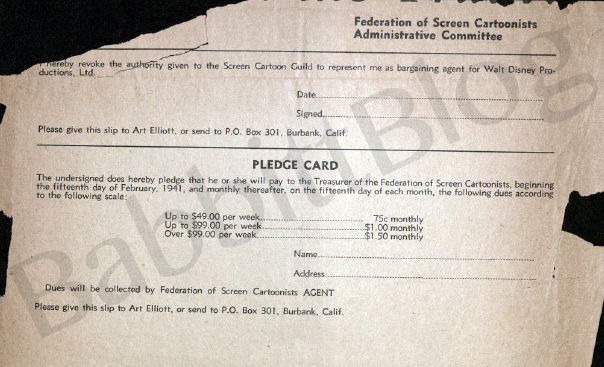 Federation of Screen Cartoonists
Administrative Committee
I hereby revoke the authority given to the Screen Cartoon Guild to represent me as bargaining agent for Walt Disney Pro-
ductions, Ltd.
Date
Signed
Please give this slip to Art Elliott, or send to P.O. Box 301, Burbank, Calif.
PLEDGE CARD
The undersigned does hereby pledge that he or she will pay to the Treasurer of the Federation of Screen Cartoonists, beginning
the fifteenth day of February, 1941, and monthly thereafter, on the fifteenth day of each month, the following dues according
to the following scale:
Up to $49.00 per week 75c monthly
Up to $99.00 per week $1.00 monthly
Over $99.00 per week $1.50 monthly
Name
Address
Dues will be collected by Federation of Screen Cartoonists AGENT
Please give this slip to Art Elliott, or send to P.O. Box 301, Burbank, Calif.
Babbitt Blog